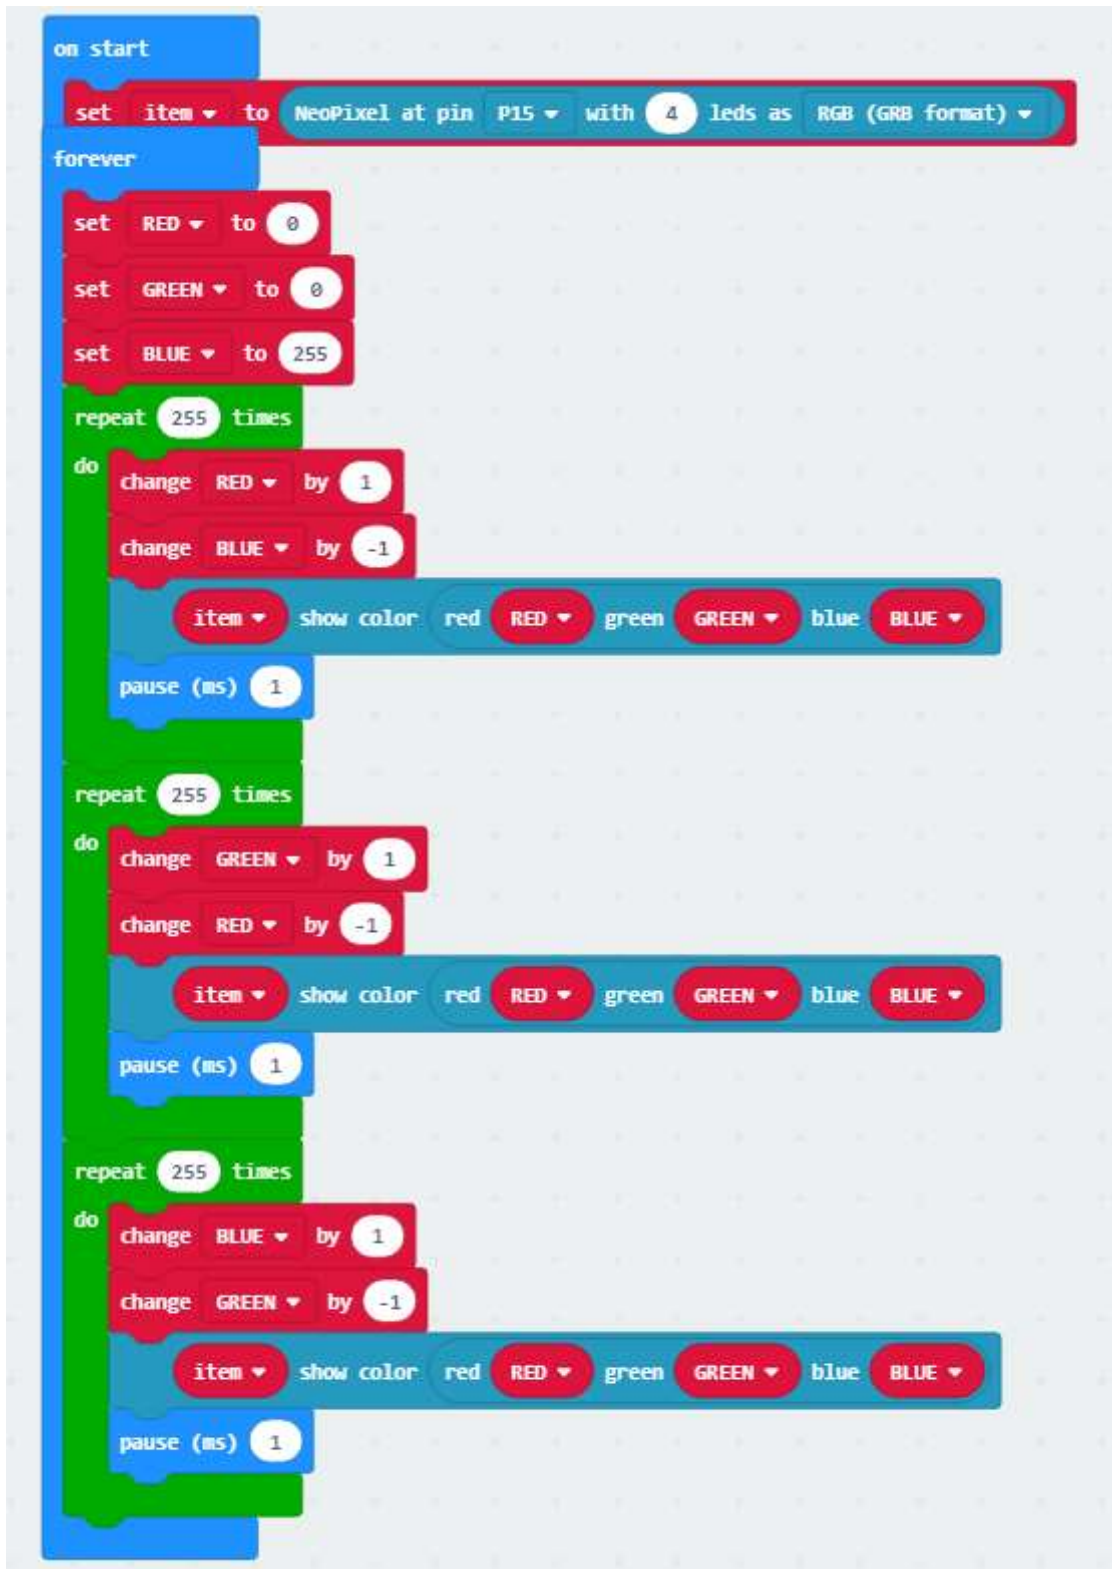 on start
set item to NeoPixel at pin P15 with 4 leds as RGB (GRB format)
forever
set RED to 0
set GREEN to 0
set BLUE to 255
repeat 255 times
do
change RED by 1
change BLUE by -1
item show color red RED green GREEN blue BLUE
pause (ms) 1
repeat 255 times
do
change GREEN by 1
change RED by -1
item show color red RED green GREEN blue BLUE
pause (ms) 1
repeat 255 times
do
change BLUE by 1
change GREEN by -1
item show color red RED green GREEN blue BLUE
pause (ms) 1